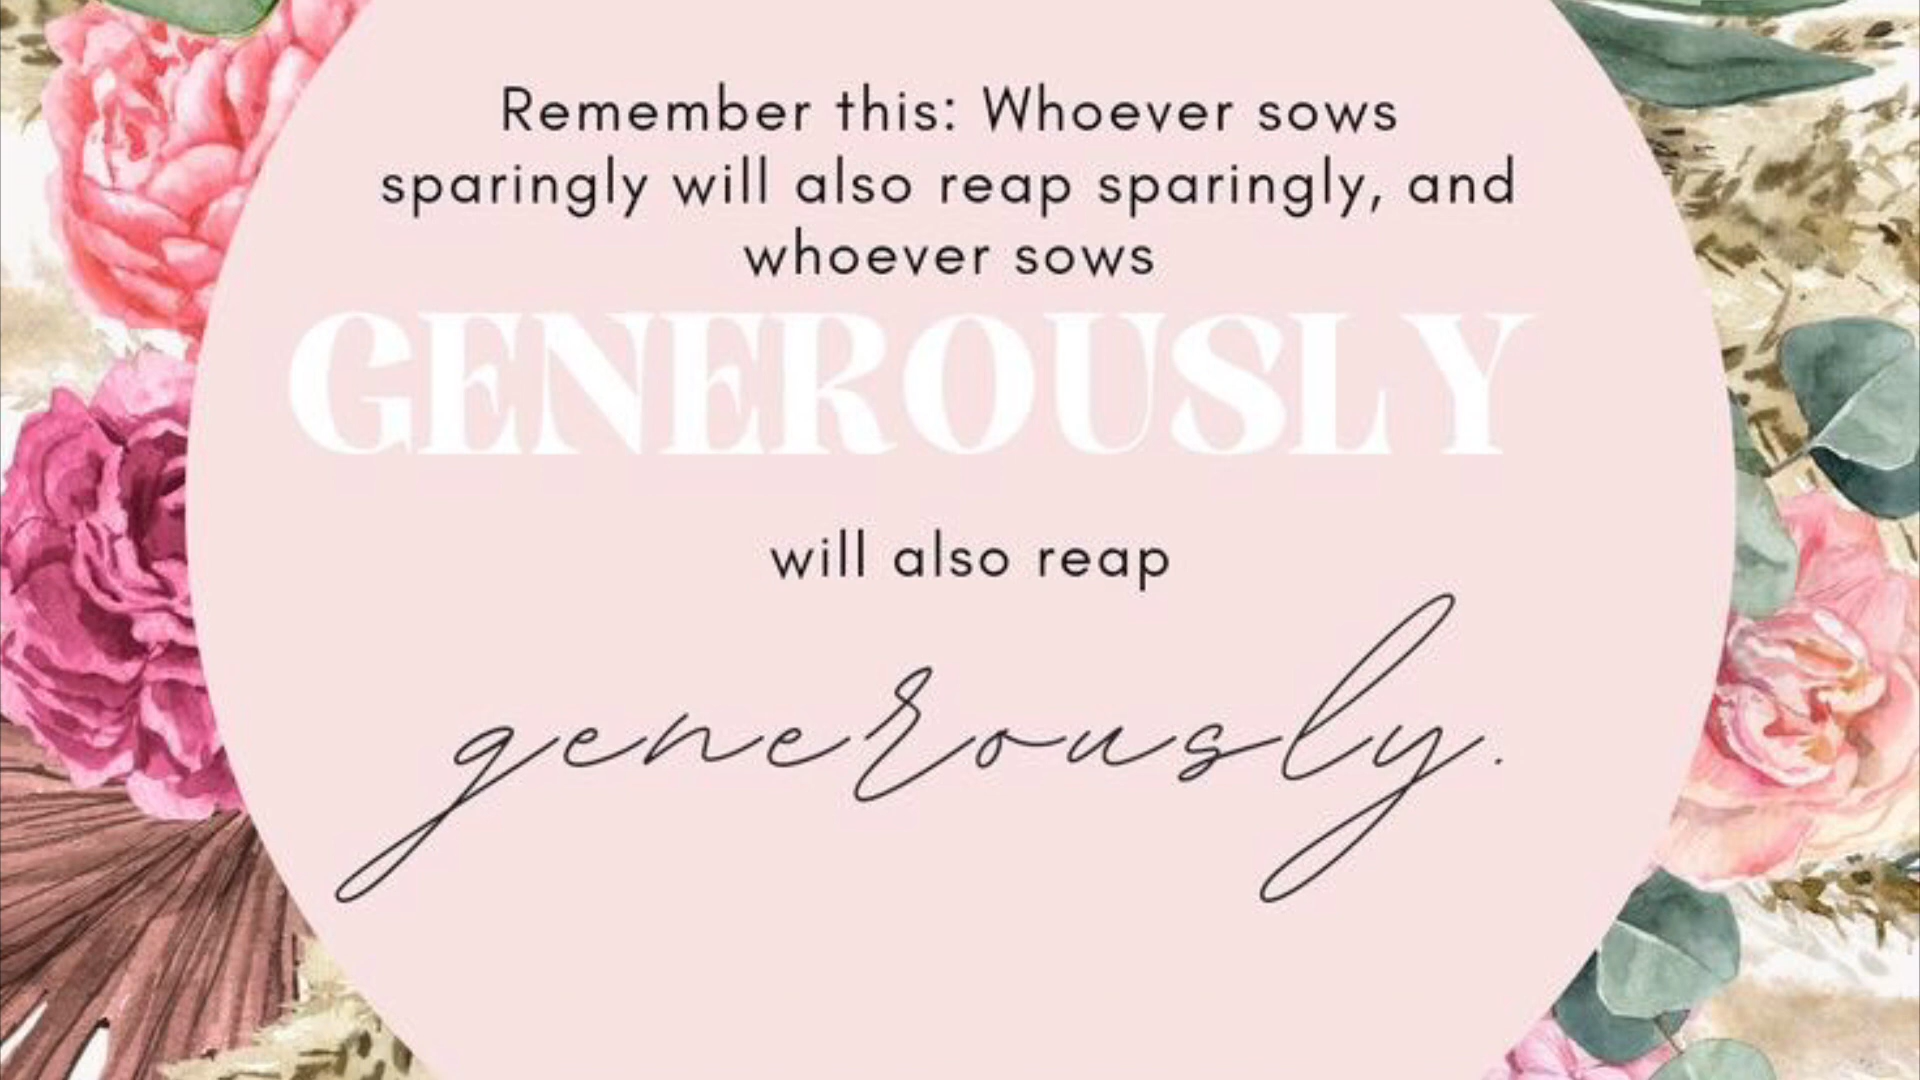 Remember this: Whoever sows
sparingly will also reap sparingly, and
whoever sows
GENEROUSLY
will also reap
generously.